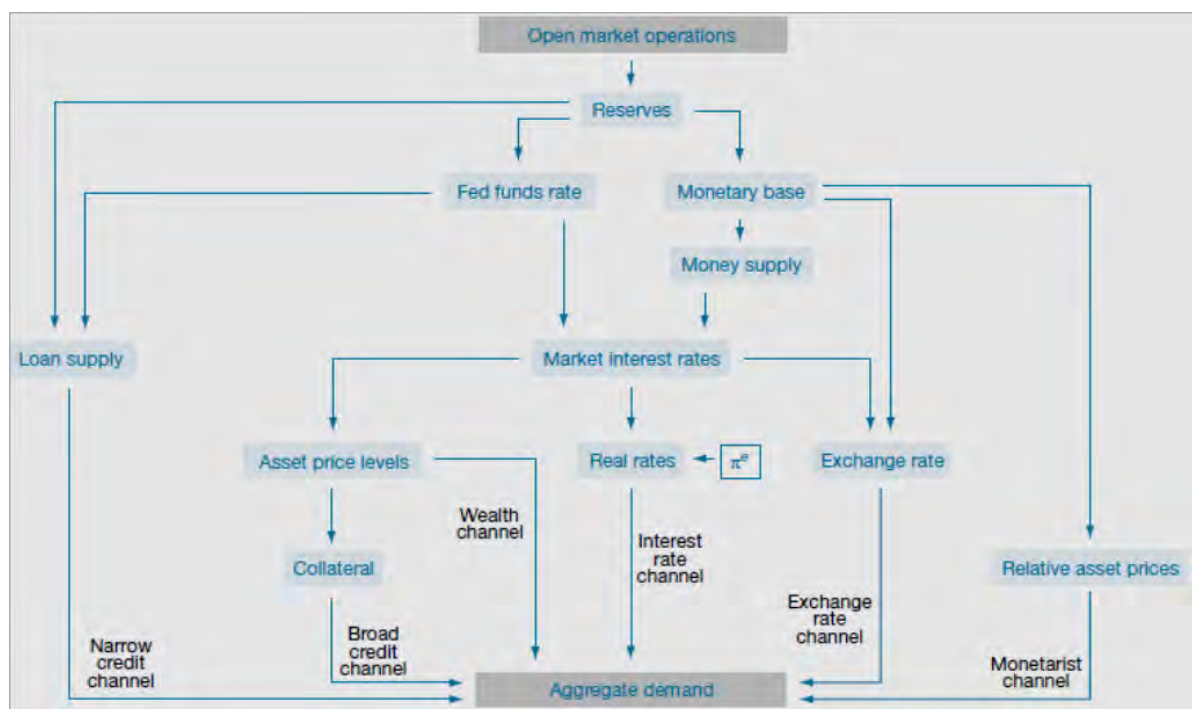 Open market operations
Reserves
Fed funds rate
Monetary base
Money supply
Loan supply
Market interest rates
Asset price levels
Real rates
πᵉ
Exchange rate
Wealth
channel
Interest
rate
channel
Collateral
Relative asset prices
Exchange
rate
channel
Narrow
credit
channel
Broad
credit
channel
Monetarist
channel
Aggregate demand